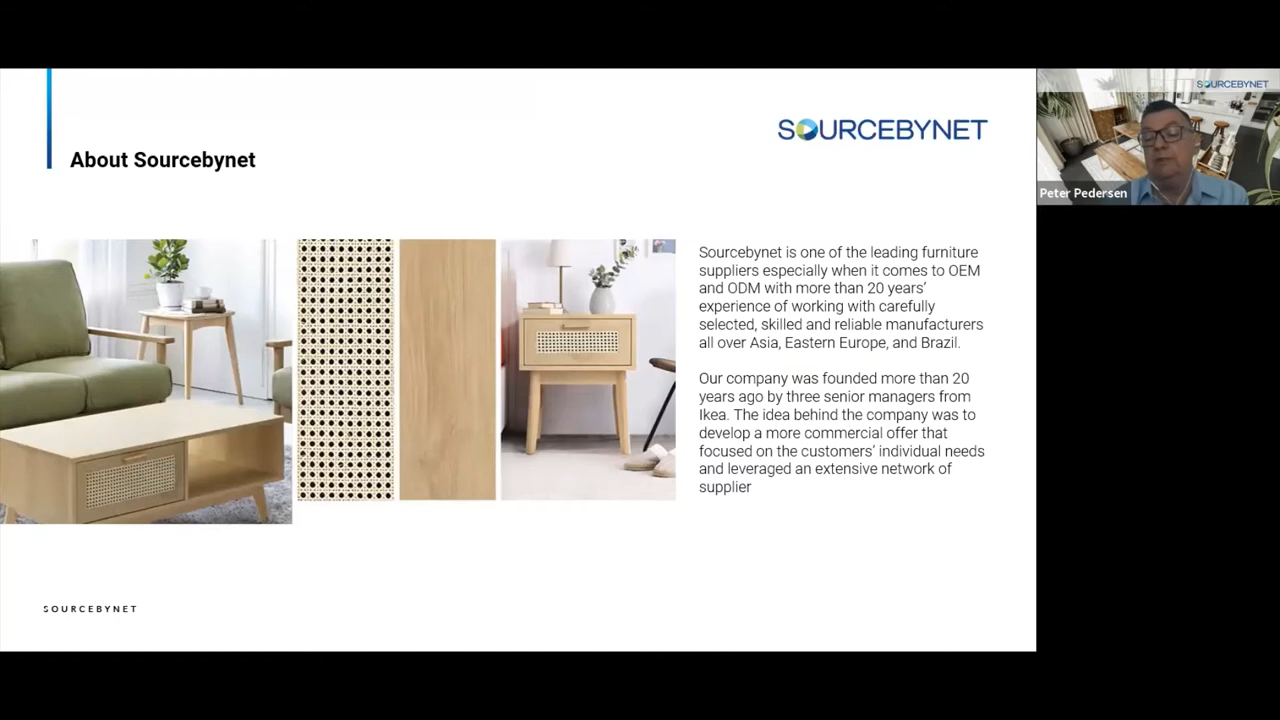 About Sourcebynet
SOURCEBYNET
Sourcebynet is one of the leading furniture
suppliers especially when it comes to OEM
and ODM with more than 20 years’
experience of working with carefully
selected, skilled and reliable manufacturers
all over Asia, Eastern Europe, and Brazil.
Our company was founded more than 20
years ago by three senior managers from
Ikea. The idea behind the company was to
develop a more commercial offer that
focused on the customers’ individual needs
and leveraged an extensive network of
supplier
SOURCEBYNET
SOURCEBYNET
Peter Pedersen